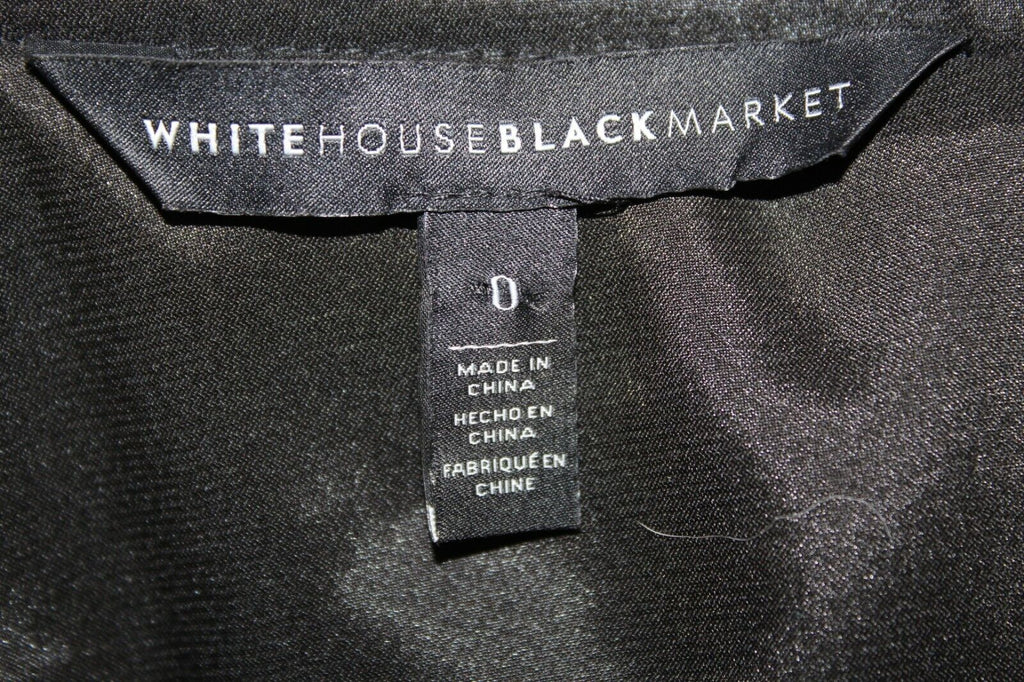 WHITEHOUSEBLACKMARKET
0
MADE IN
CHINA
HECHO EN
CHINA
FABRIQUÉ EN
CHINE